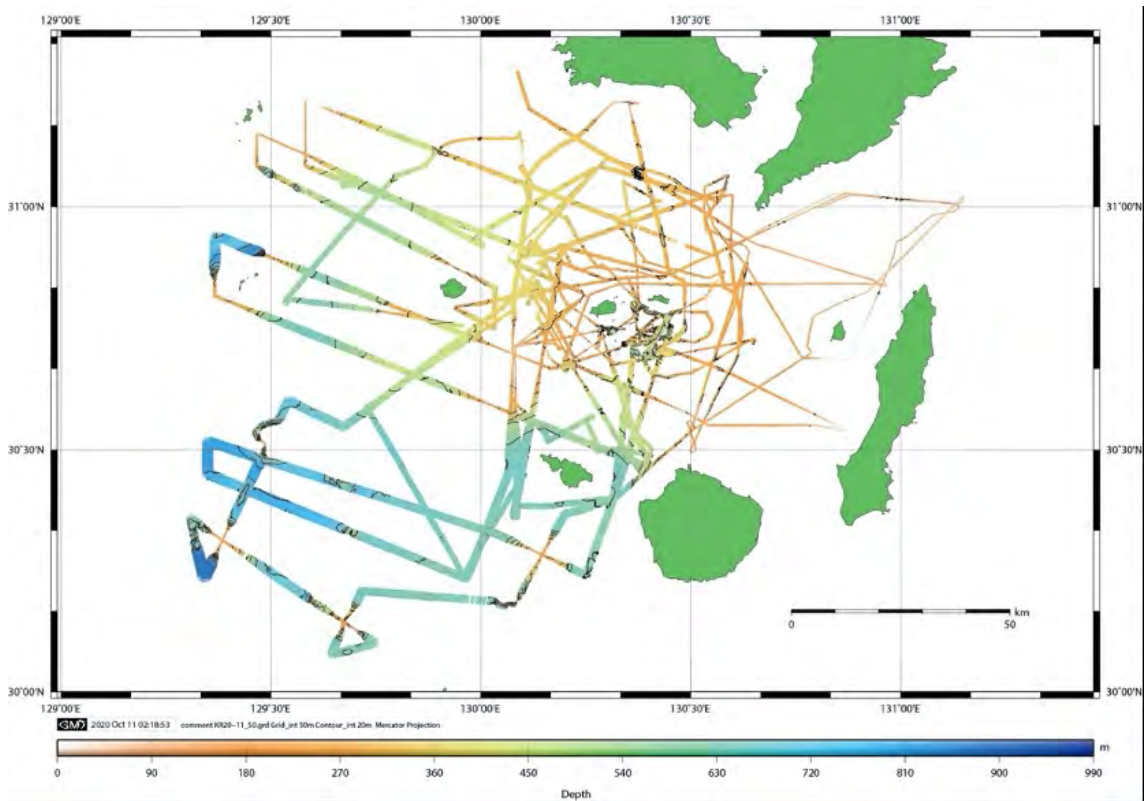 129°00'E 129°30'E 130°00'E 130°30'E 131°00'E
31°00'N 31°00'N
30°30'N 30°30'N
km
0 50
30°00'N 30°00'N
129°00'E 129°30'E 130°00'E 130°30'E 131°00'E
GMT 2020 Oct 11 02:18:53 comment KR20-11_50.grd Grid_int 50m Contour_int 20m Mercator Projection
m
0 90 180 270 360 450 540 630 720 810 900 990
Depth